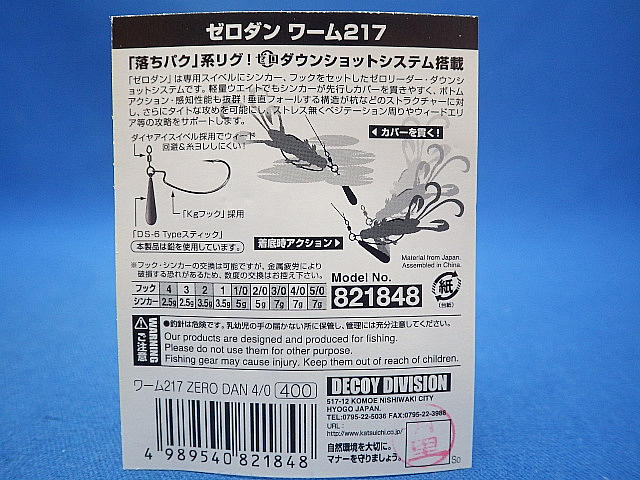 ゼロダン ワーム217
「落ちパク」系リグ！ゼロダウンショットシステム搭載
「ゼロダン」は専用スイベルにシンカー、フックをセットしたゼロリーダー・ダウン
ショットシステムです。軽量ウエイトでもシンカーが先行しカバーを貫きやすく、ボトム
アクション・感知性能も抜群！垂直フォールする構造が杭などのストラクチャーに対
し、さらにタイトな攻めを可能にし、ストレス無くベジテーション周りやウィードエリ
ア等の攻略をサポートします。
ダイヤアイスイベル採用でウィード
回避＆糸ヨレしにくい！
◀カバーを貫く！
「Kgフック」採用
「DS-6 Typeスティック」
本製品は鉛を使用しています。
着底時アクション▶
Material from Japan.
Assembled in China.
※フック・シンカーの交換は可能ですが、金属疲労により
破損する恐れがあるため、数度の交換はお控え下さい。
フック 4 3 2 1 1/0 2/0 3/0 4/0 5/0
シンカー 2.5g 2.5g 3.5g 3.5g 5g 5g 7g 7g 7g
Model No.
821848
紙
(台紙)
WARNING
ご注意
●釣針は危険です。乳幼児の手の届かない所に保管し、管理には充分注意してください。
Our products are designed and produced for fishing.
Please do not use them for other purpose.
Fishing gear may cause injury. Keep them out of reach of children.
ワーム217 ZERO DAN 4/0 400
4 989540 821848
DECOY DIVISION
517-12 KOMOE NISHIWAKI CITY
HYOGO JAPAN.
TEL:0795-22-5036 FAX:0795-22-3988
URL:
http://www.katsuichi.co.jp/
自然環境を大切に。
マナーを守りましょう。
So